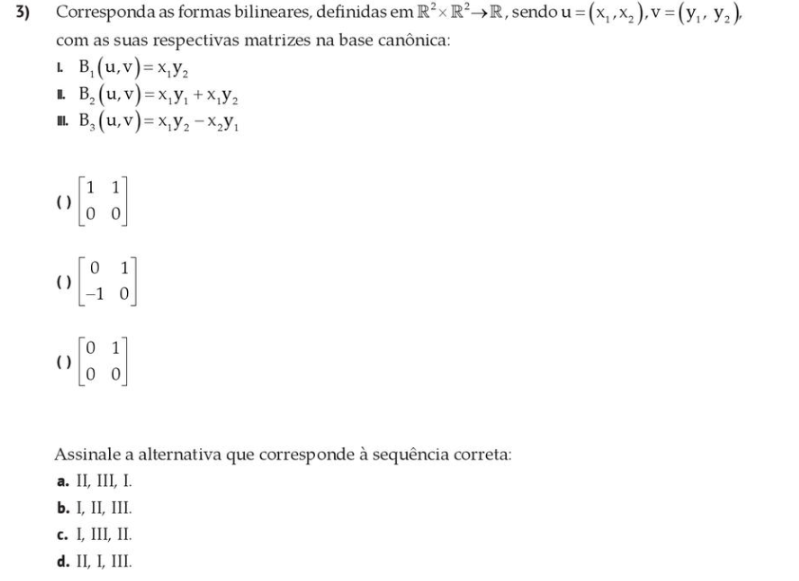 3) Corresponda as formas bilineares, definidas em ℝ² × ℝ² → ℝ, sendo u = (x₁, x₂), v = (y₁, y₂),
com as suas respectivas matrizes na base canônica:
I. B₁(u, v) = x₁y₂
II. B₂(u, v) = x₁y₁ + x₁y₂
III. B₃(u, v) = x₁y₂ − x₂y₁
( ) [1 1
0 0]
( ) [0 1
−1 0]
( ) [0 1
0 0]
Assinale a alternativa que corresponde à sequência correta:
a. II, III, I.
b. I, II, III.
c. I, III, II.
d. II, I, III.